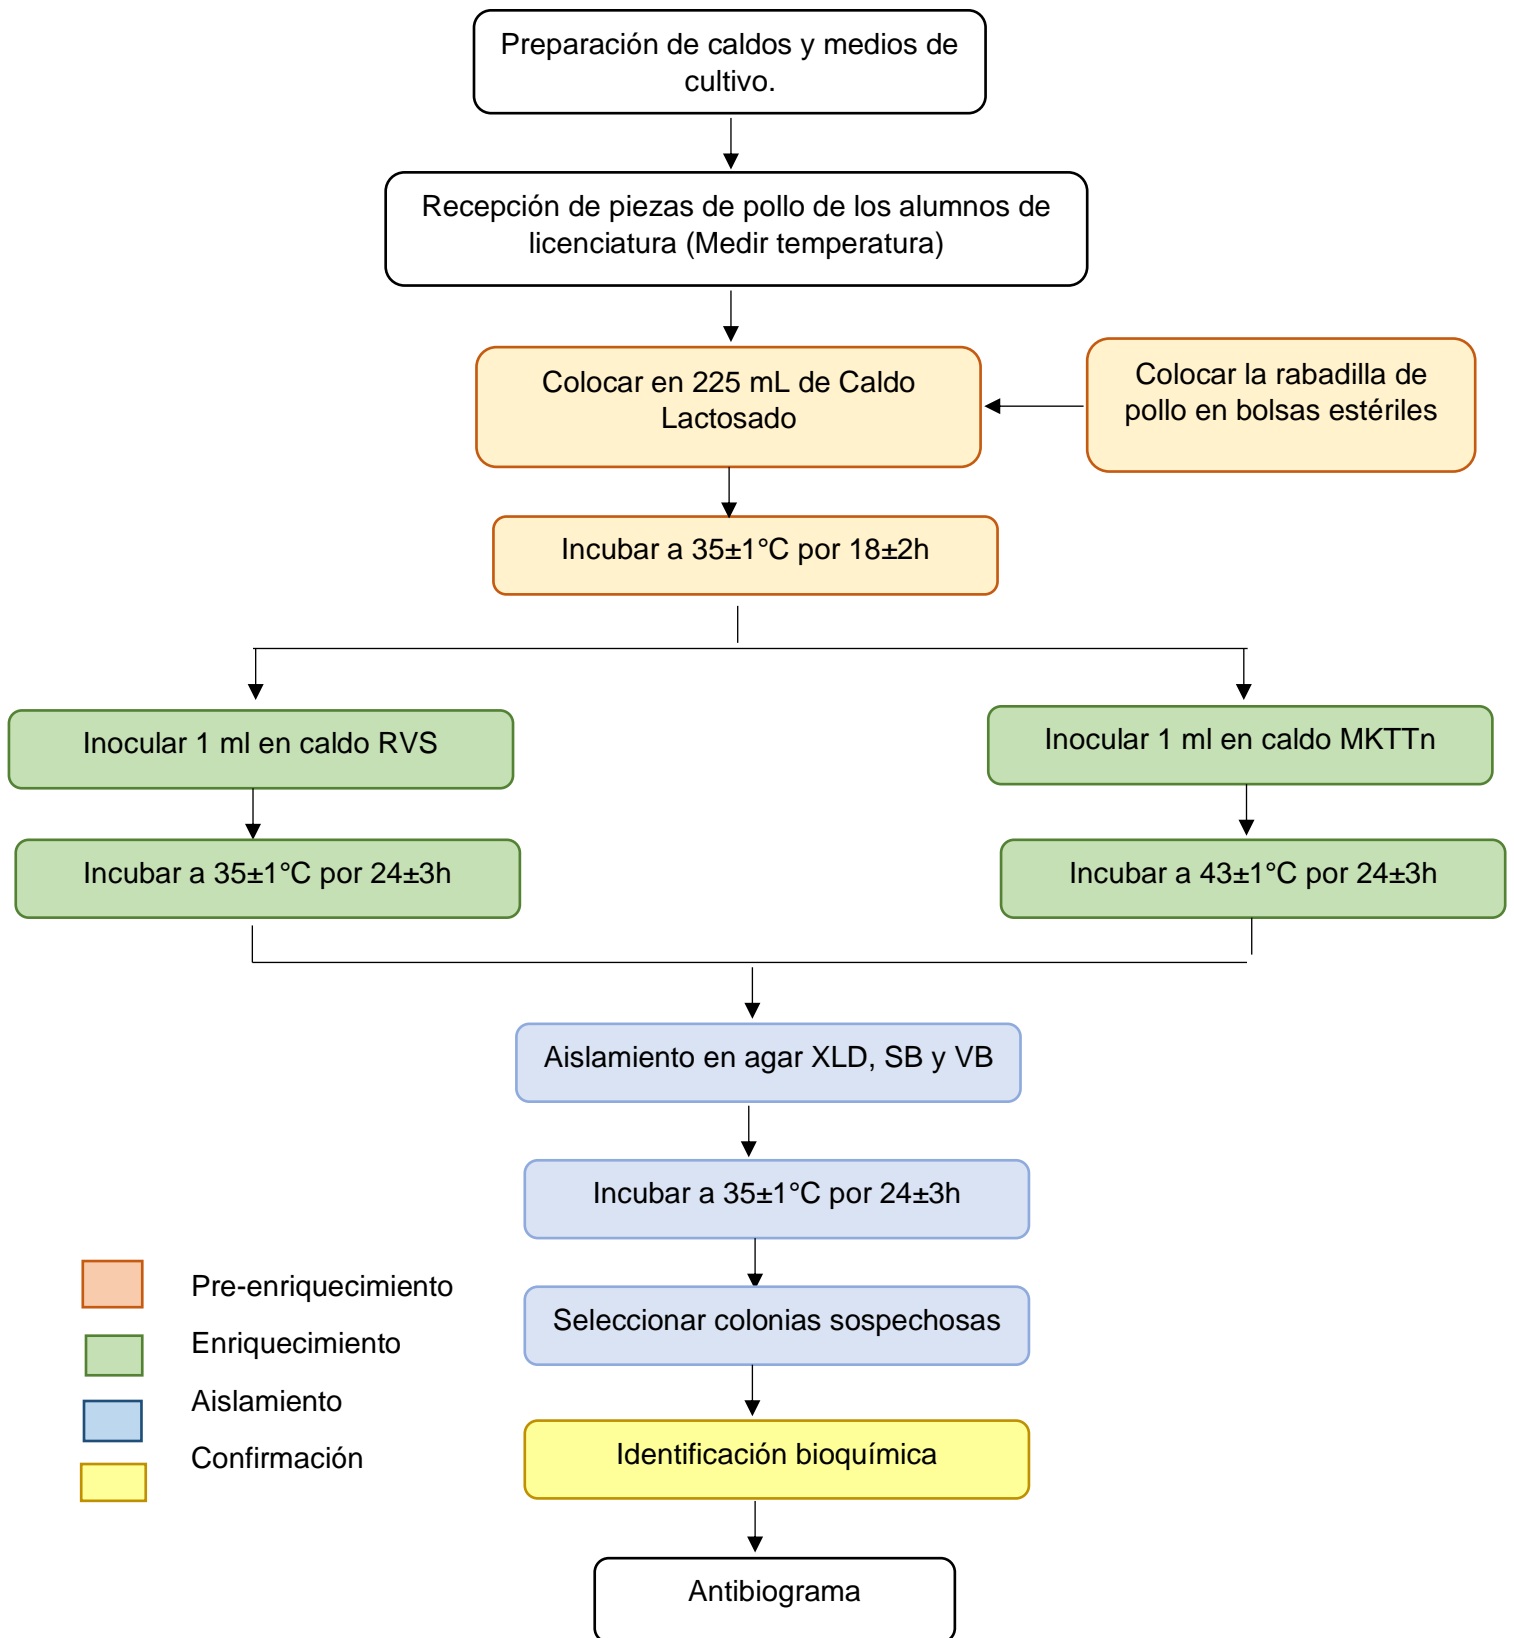 Preparación de caldos y medios de
cultivo.
Recepción de piezas de pollo de los alumnos de
licenciatura (Medir temperatura)
Colocar en 225 mL de Caldo
Lactosado
Colocar la rabadilla de
pollo en bolsas estériles
Incubar a 35±1°C por 18±2h
Inocular 1 ml en caldo RVS
Inocular 1 ml en caldo MKTTn
Incubar a 35±1°C por 24±3h
Incubar a 43±1°C por 24±3h
Aislamiento en agar XLD, SB y VB
Incubar a 35±1°C por 24±3h
Seleccionar colonias sospechosas
Identificación bioquímica
Antibiograma
Pre-enriquecimiento
Enriquecimiento
Aislamiento
Confirmación